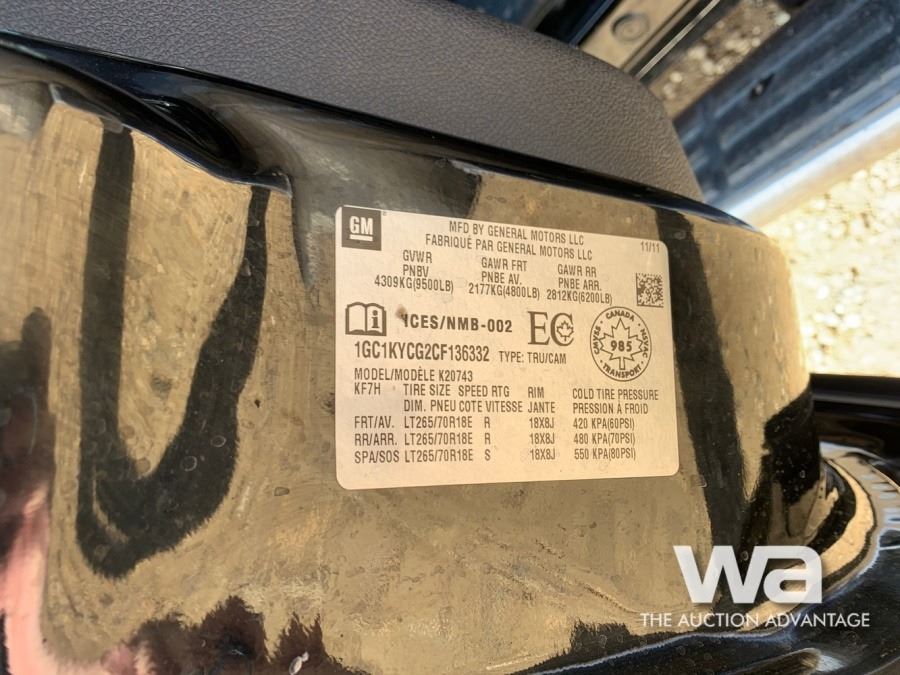 GM
MFD BY GENERAL MOTORS LLC
FABRIQUÉ PAR GENERAL MOTORS LLC
11/11
GVWR GAWR FRT GAWR RR
PNBV PNBE AV. PNBE ARR.
4309KG(9500LB) 2177KG(4800LB) 2812KG(6200LB)
ICES/NMB-002
EC
CANADA
CMVSS 985 NSVAC
TRANSPORT
1GC1KYCG2CF136332 TYPE: TRU/CAM
MODEL/MODÈLE K20743
KF7H TIRE SIZE SPEED RTG RIM COLD TIRE PRESSURE
DIM. PNEU COTE VITESSE JANTE PRESSION À FROID
FRT/AV. LT265/70R18E R 18X8J 420 KPA(60PSI)
RR/ARR. LT265/70R18E R 18X8J 480 KPA(70PSI)
SPA/SOS LT265/70R18E S 18X8J 550 KPA(80PSI)
wa
THE AUCTION ADVANTAGE